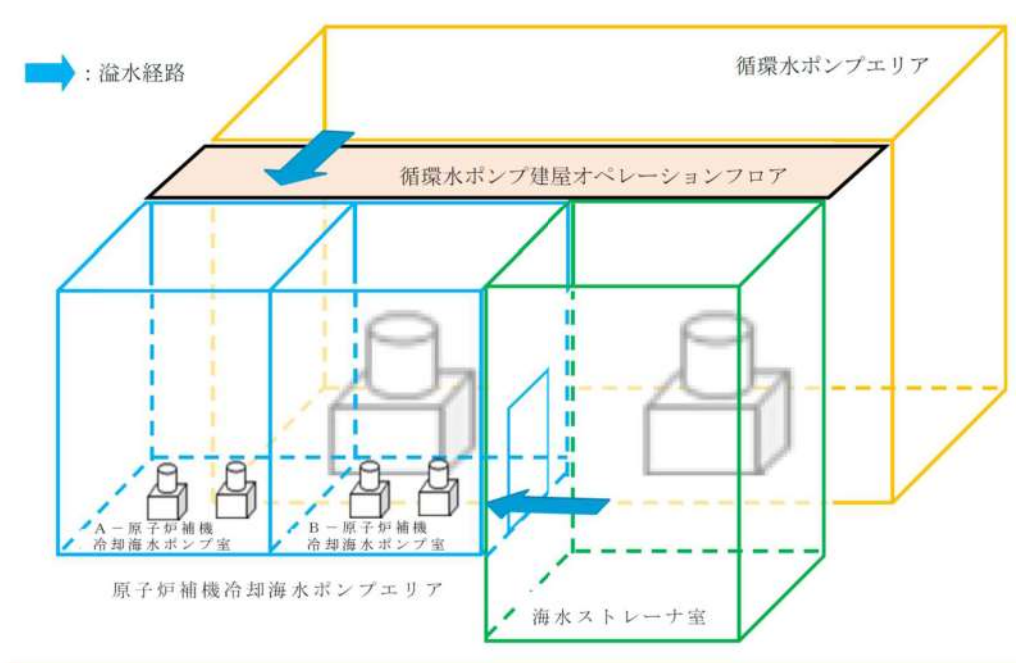 ：溢水経路
循環水ポンプエリア
循環水ポンプ建屋オペレーションフロア
A－原子炉補機
冷却海水ポンプ室
B－原子炉補機
冷却海水ポンプ室
原子炉補機冷却海水ポンプエリア
海水ストレーナ室